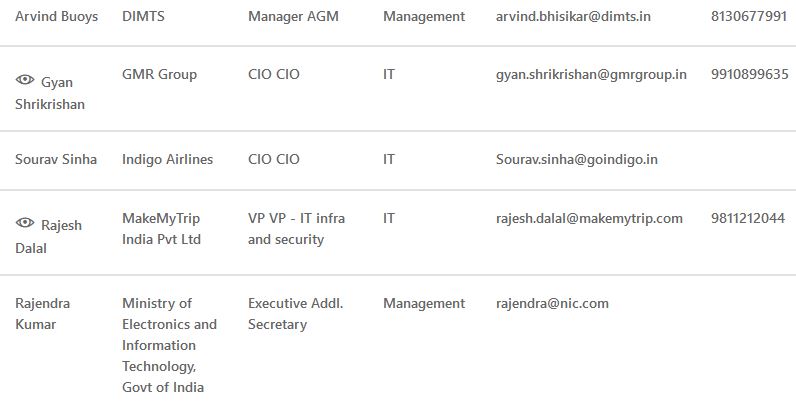 Arvind Buoys DIMTS Manager AGM Management arvind.bhisikar@dimts.in 8130677991
Gyan Shrikrishan GMR Group CIO CIO IT gyan.shrikrishan@gmrgroup.in 9910899635
Sourav Sinha Indigo Airlines CIO CIO IT Sourav.sinha@goindigo.in
Rajesh Dalal MakeMyTrip India Pvt Ltd VP VP - IT infra and security IT rajesh.dalal@makemytrip.com 9811212044
Rajendra Kumar Ministry of Electronics and Information Technology, Govt of India Executive Addl. Secretary Management rajendra@nic.com